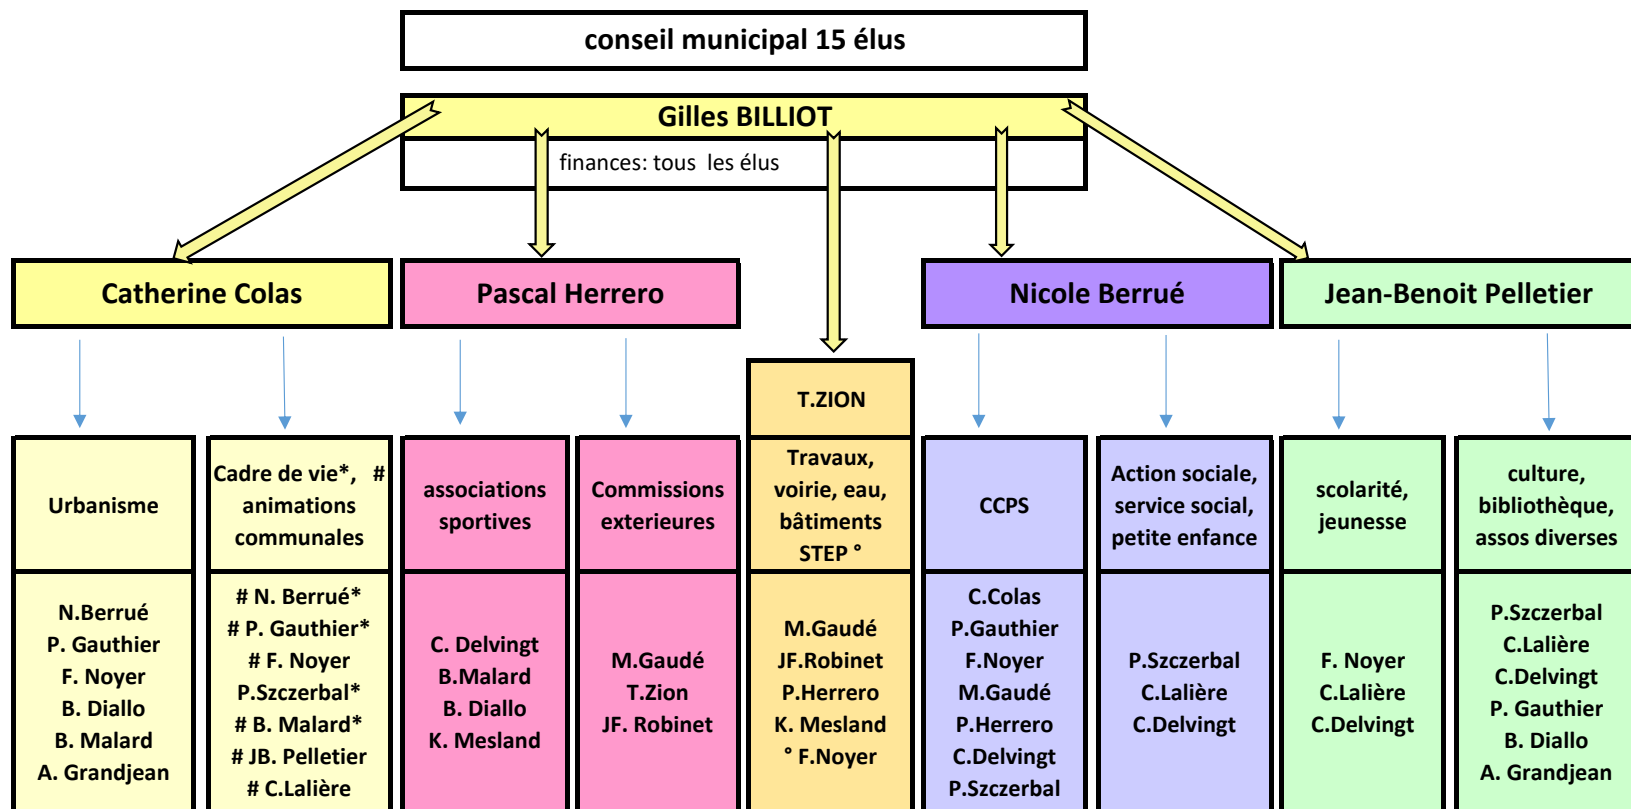 conseil municipal 15 élus
Gilles BILLIOT
finances: tous les élus
Catherine Colas
Pascal Herrero
Nicole Berrué
Jean-Benoit Pelletier
T.ZION
Urbanisme
Cadre de vie*, #
animations
communales
associations
sportives
Commissions
exterieures
Travaux,
voirie, eau,
bâtiments
STEP °
CCPS
Action sociale,
service social,
petite enfance
scolarité,
jeunesse
culture,
bibliothèque,
assos diverses
N.Berrué
P. Gauthier
F. Noyer
B. Diallo
B. Malard
A. Grandjean
# N. Berrué*
# P. Gauthier*
# F. Noyer
P.Szczerbal*
# B. Malard*
# JB. Pelletier
# C.Lalière
C. Delvingt
B.Malard
B. Diallo
K. Mesland
M.Gaudé
T.Zion
JF. Robinet
M.Gaudé
JF.Robinet
P.Herrero
K. Mesland
° F.Noyer
C.Colas
P.Gauthier
F.Noyer
M.Gaudé
P.Herrero
C.Delvingt
P.Szczerbal
P.Szczerbal
C.Lalière
C.Delvingt
F. Noyer
C.Lalière
C.Delvingt
P.Szczerbal
C.Lalière
C.Delvingt
P. Gauthier
B. Diallo
A. Grandjean